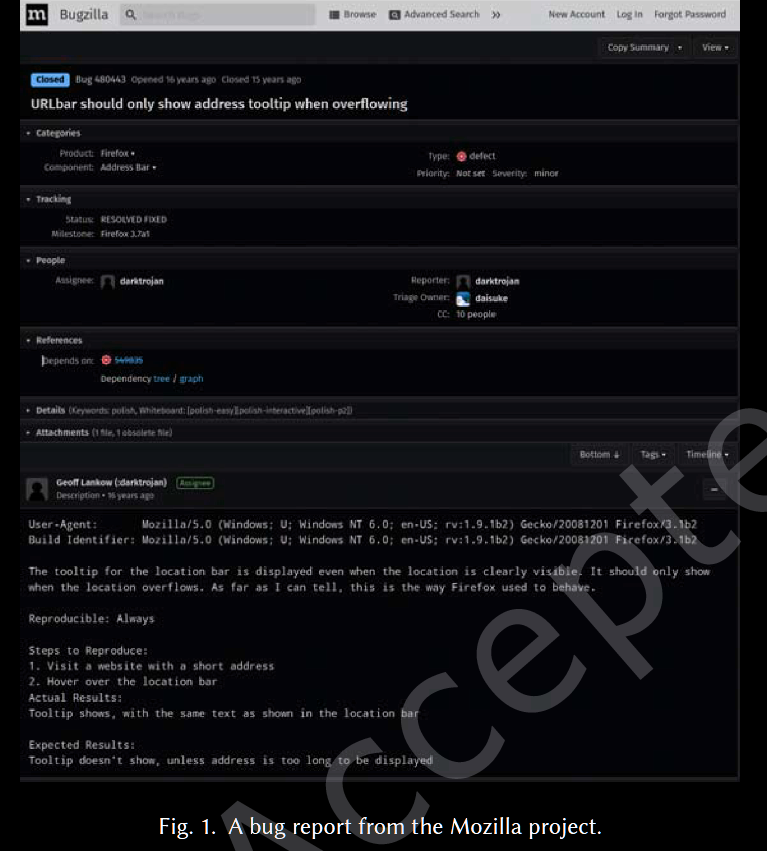 m Bugzilla Search Bugs Browse Advanced Search >> New Account Log In Forgot Password
Copy Summary ▾ View ▾
Closed Bug 480443 Opened 16 years ago Closed 15 years ago
URLbar should only show address tooltip when overflowing
▾ Categories
Product: Firefox ▾
Component: Address Bar ▾
Type: defect
Priority: Not set Severity: minor
▾ Tracking
Status: RESOLVED FIXED
Milestone: Firefox 3.7a1
▾ People
Assignee: darktrojan
Reporter: darktrojan
Triage Owner: daisuke
CC: 10 people
▾ References
Depends on: 549835
Dependency tree / graph
▸ Details (Keywords: polish, Whiteboard: [polish-easy][polish-interactive][polish-p2])
▾ Attachments (1 file, 1 obsolete file)
Bottom ↓ Tags ▾ Timeline ▾
Geoff Lankow (:darktrojan) Assignee
Description • 16 years ago
User-Agent: Mozilla/5.0 (Windows; U; Windows NT 6.0; en-US; rv:1.9.1b2) Gecko/20081201 Firefox/3.1b2
Build Identifier: Mozilla/5.0 (Windows; U; Windows NT 6.0; en-US; rv:1.9.1b2) Gecko/20081201 Firefox/3.1b2
The tooltip for the location bar is displayed even when the location is clearly visible. It should only show
when the location overflows. As far as I can tell, this is the way Firefox used to behave.
Reproducible: Always
Steps to Reproduce:
1. Visit a website with a short address
2. Hover over the location bar
Actual Results:
Tooltip shows, with the same text as shown in the location bar
Expected Results:
Tooltip doesn't show, unless address is too long to be displayed
Accepte
Fig. 1. A bug report from the Mozilla project.